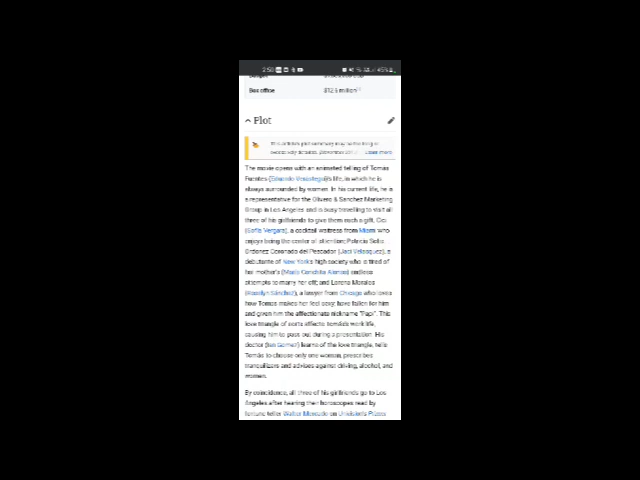 Box office $12.6 million
Plot
The movie opens with an animated telling of Tomas
Fuentes (Eduardo Verastegui)'s life, in which he is
always surrounded by women. In his current life, he is
a representative for the Olivera & Sanchez Marketing
Group in Los Angeles and is busy travelling to visit all
three of his girlfriends to give them each a gift. Cici
(Sofia Vergara), a cocktail waitress from Miami who
enjoys being the center of attention; Patricia Sofia
Ordonez Coronado del Pescador (Jaci Velasquez), a
debutante of New York's high society who is tired of
her mother's (Maria Conchita Alonso) endless
attempts to marry her off; and Lorena Morales
(Roselyn Sánchez), a lawyer from Chicago who loves
how Tomas makes her feel sexy; have fallen for him
and given him the affectionate nickname "Papi". This
love triangle of sorts affects Tomás work life,
causing him to pass out during a presentation. His
doctor (Ian Gomez) learns of the love triangle, tells
Tomás to choose only one woman, prescribes
tranquilizers and advises against driving, alcohol, and
women.
By coincidence, all three of his girlfriends go to Los
Angeles after hearing their horoscopes read by
fortune teller Walter Mercado on Univision's Primer